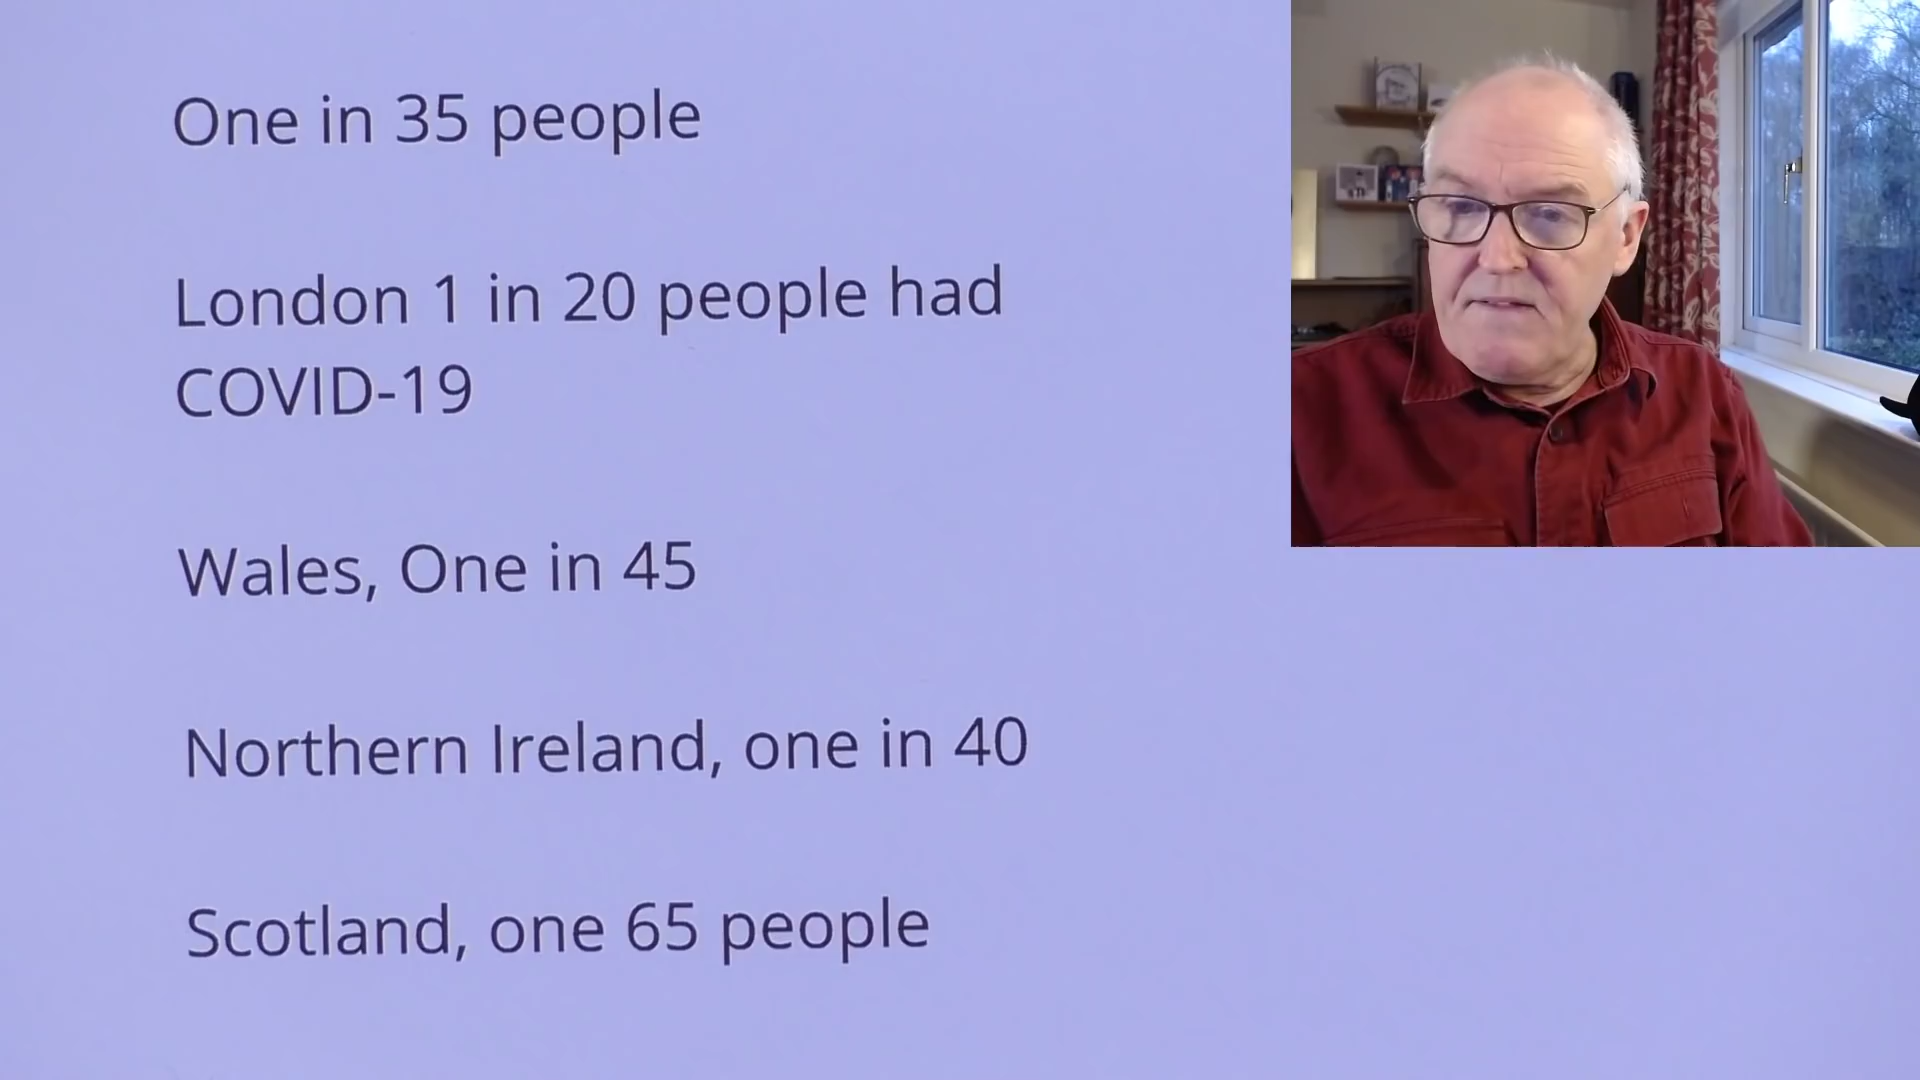 One in 35 people
London 1 in 20 people had
COVID-19
Wales, One in 45
Northern Ireland, one in 40
Scotland, one 65 people